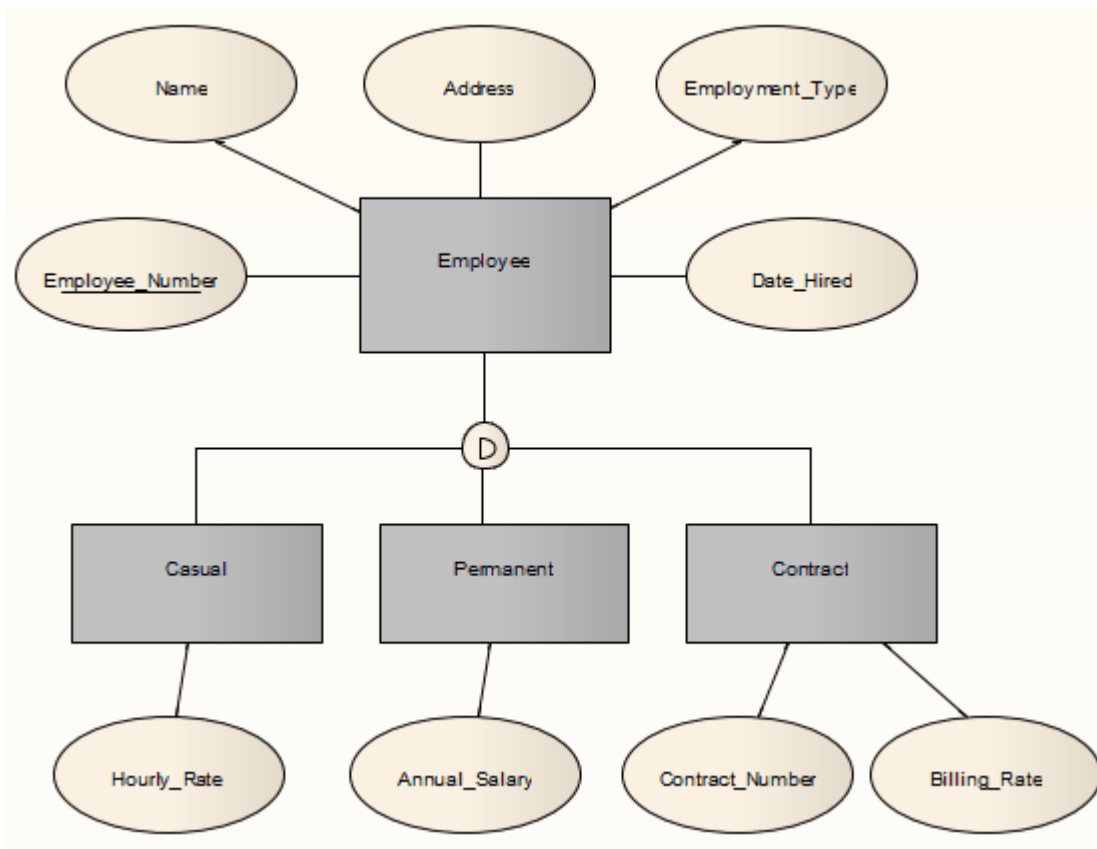 Name
Address
Employment_Type
Employee_Number
Employee
Date_Hired
D
Casual
Permanent
Contract
Hourly_Rate
Annual_Salary
Contract_Number
Billing_Rate